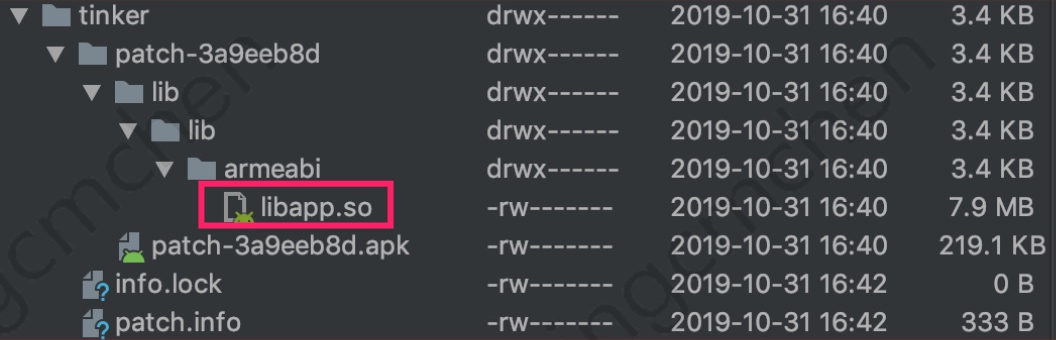 tinker drwx------ 2019-10-31 16:40 3.4 KB
patch-3a9eeb8d drwx------ 2019-10-31 16:40 3.4 KB
lib drwx------ 2019-10-31 16:40 3.4 KB
lib drwx------ 2019-10-31 16:40 3.4 KB
armeabi drwx------ 2019-10-31 16:40 3.4 KB
libapp.so -rw------- 2019-10-31 16:40 7.9 MB
patch-3a9eeb8d.apk -rw------- 2019-10-31 16:40 219.1 KB
info.lock -rw------- 2019-10-31 16:42 0 B
patch.info -rw------- 2019-10-31 16:42 333 B